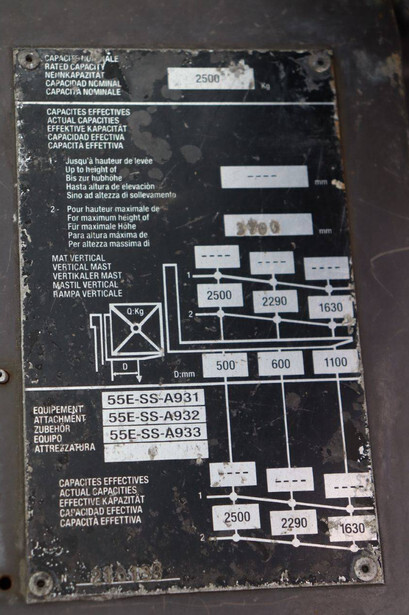 CAPACITE NOMINALE
RATED CAPACITY
NENNKAPAZITÄT
CAPACIDAD NOMINAL
CAPACITA NOMINALE
2500 Kg
CAPACITES EFFECTIVES
ACTUAL CAPACITIES
EFFEKTIVE KAPAZITÄT
CAPACIDAD EFECTIVA
CAPACITÀ EFFETTIVA
1 - Jusqu'à hauteur de levée
Up to height of
Bis zur hubhöhe
Hasta altura de elevación
Sino ad altezza di sollevamento
---- mm
2 - Pour hauteur maximale de
For maximum height of
Für maximale Höhe
Para altura máxima de
Per altezza massima di
3700 mm
MAT VERTICAL
VERTICAL MAST
VERTIKALER MAST
MASTIL VERTICAL
RAMPA VERTICALE
---- ---- ----
1
2500 2290 1630
2
Q:Kg
D
D:mm 500 600 1100
EQUIPEMENT
ATTACHMENT
ZUBEHÖR
EQUIPO
ATTREZZATURA
55E-SS-A931
55E-SS-A932
55E-SS-A933
CAPACITES EFFECTIVES
ACTUAL CAPACITIES
EFFECTIVE KAPAZITÄT
CAPACIDAD EFECTIVA
CAPACITÀ EFFETTIVA
---- ---- ----
1
2500 2290 1630
2